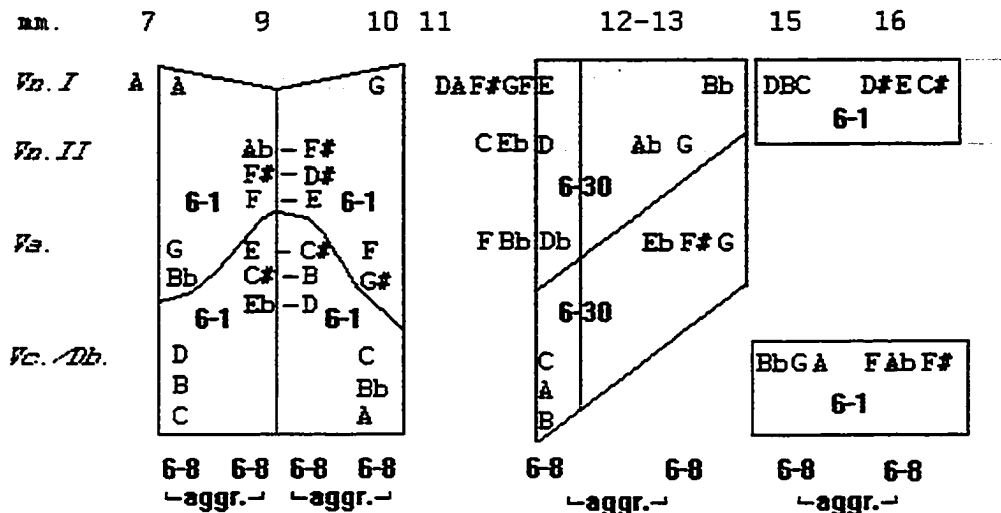 mm. 7 9 10 11 12-13 15 16
Vn. I A A G DAF#GFE Bb DBC D#EC#
6-1
Vn. II Ab – F# C Eb D Ab G
F# – D#
6-1 F – E 6-1 6-30
Va. G E – C# F F Bb Db Eb F# G
Bb C# – B G#
6-1 Eb – D 6-1 6-30
Vc./Db. D C C BbGA FAbF#
B Bb A 6-1
C A B
6-8 6-8 6-8 6-8 6-8 6-8 6-8 6-8
aggr. aggr. aggr. aggr.